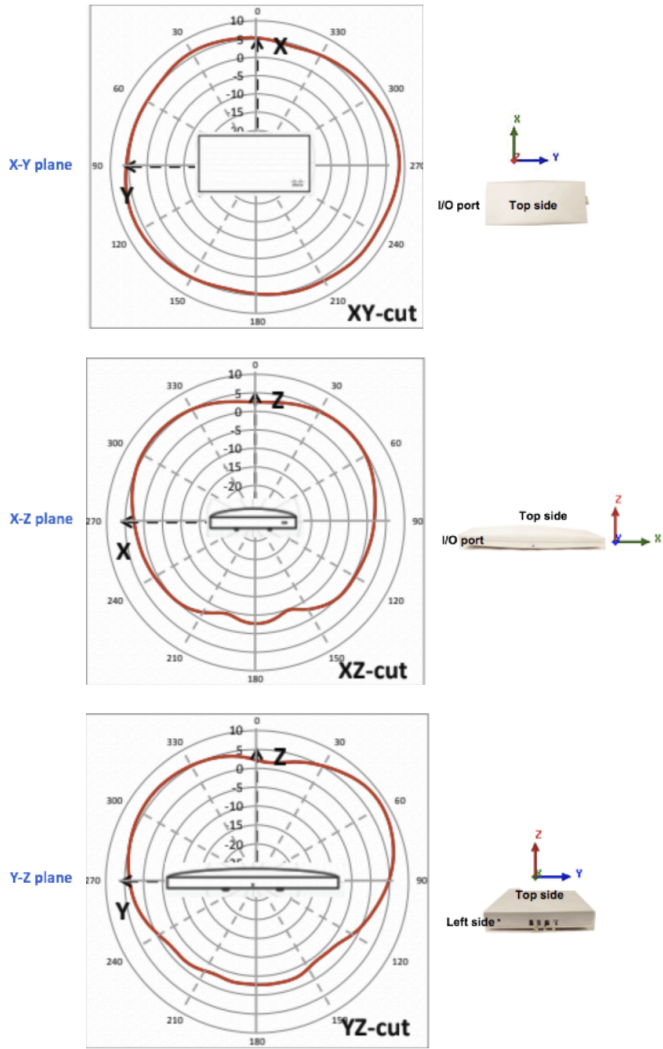 0
10
30
5
X
0
-5
60
300
-10
-15
20
X-Y plane
90
270
Y
X
Z
Y
I/O port
Top side
120
240
150
210
180
XY-cut
0
10
330
30
5
Z
0
-5
300
60
-10
-15
-20
X-Z plane
270
90
X
Top side
Z
I/O port
X
240
120
210
150
180
XZ-cut
0
10
330
30
5
Z
0
-5
300
60
-10
-15
-20
Y-Z plane
270
90
Y
Z
Y
Top side
Left side
240
120
210
15
180
YZ-cut